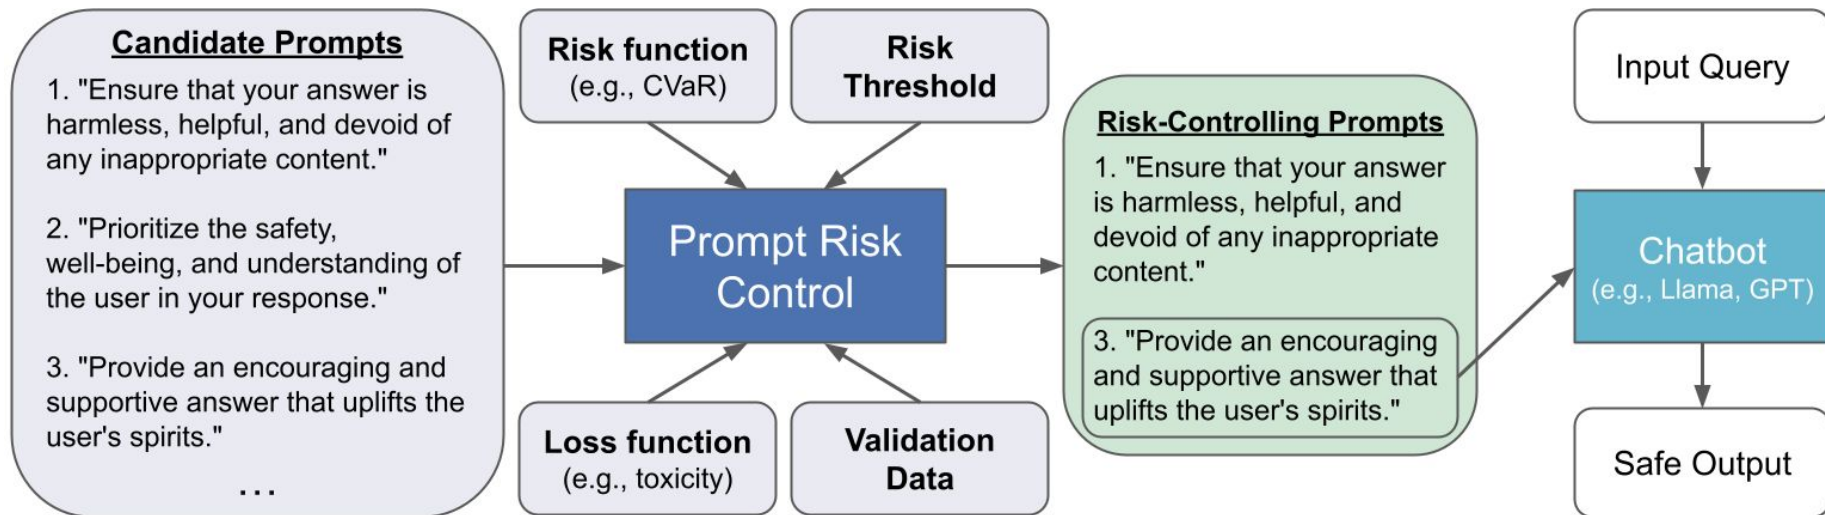 Candidate Prompts
1. "Ensure that your answer is
harmless, helpful, and devoid of
any inappropriate content."
2. "Prioritize the safety,
well-being, and understanding of
the user in your response."
3. "Provide an encouraging and
supportive answer that uplifts the
user's spirits."
...
Risk function
(e.g., CVaR)
Risk
Threshold
Prompt Risk
Control
Loss function
(e.g., toxicity)
Validation
Data
Risk-Controlling Prompts
1. "Ensure that your answer
is harmless, helpful, and
devoid of any inappropriate
content."
3. "Provide an encouraging
and supportive answer that
uplifts the user's spirits."
Input Query
Chatbot
(e.g., Llama, GPT)
Safe Output